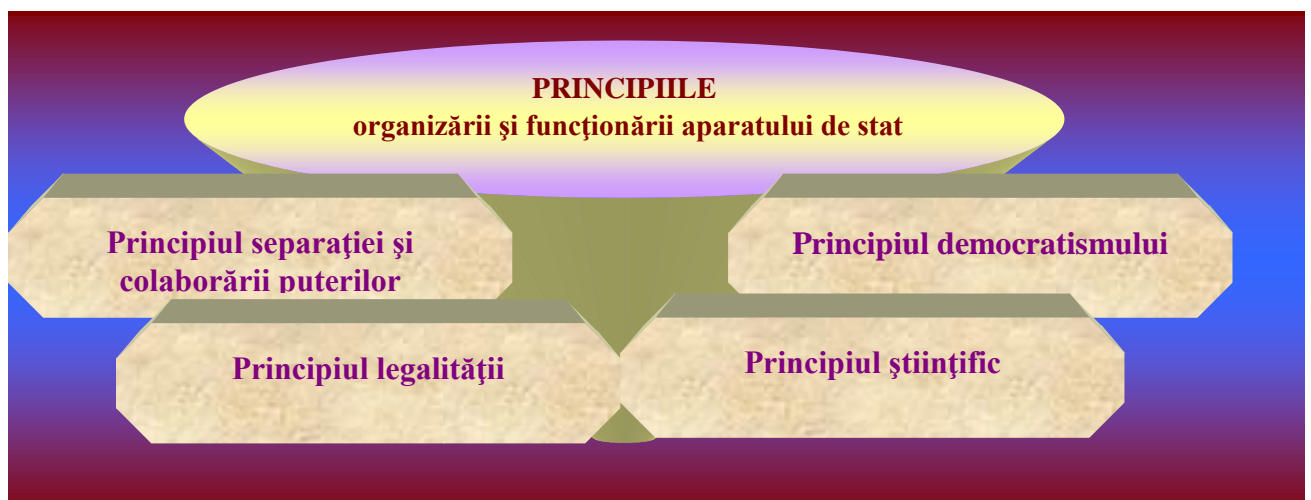 PRINCIPIILE
organizării şi funcţionării aparatului de stat
Principiul separaţiei şi
colaborării puterilor
Principiul democratismului
Principiul legalităţii
Principiul ştiinţific